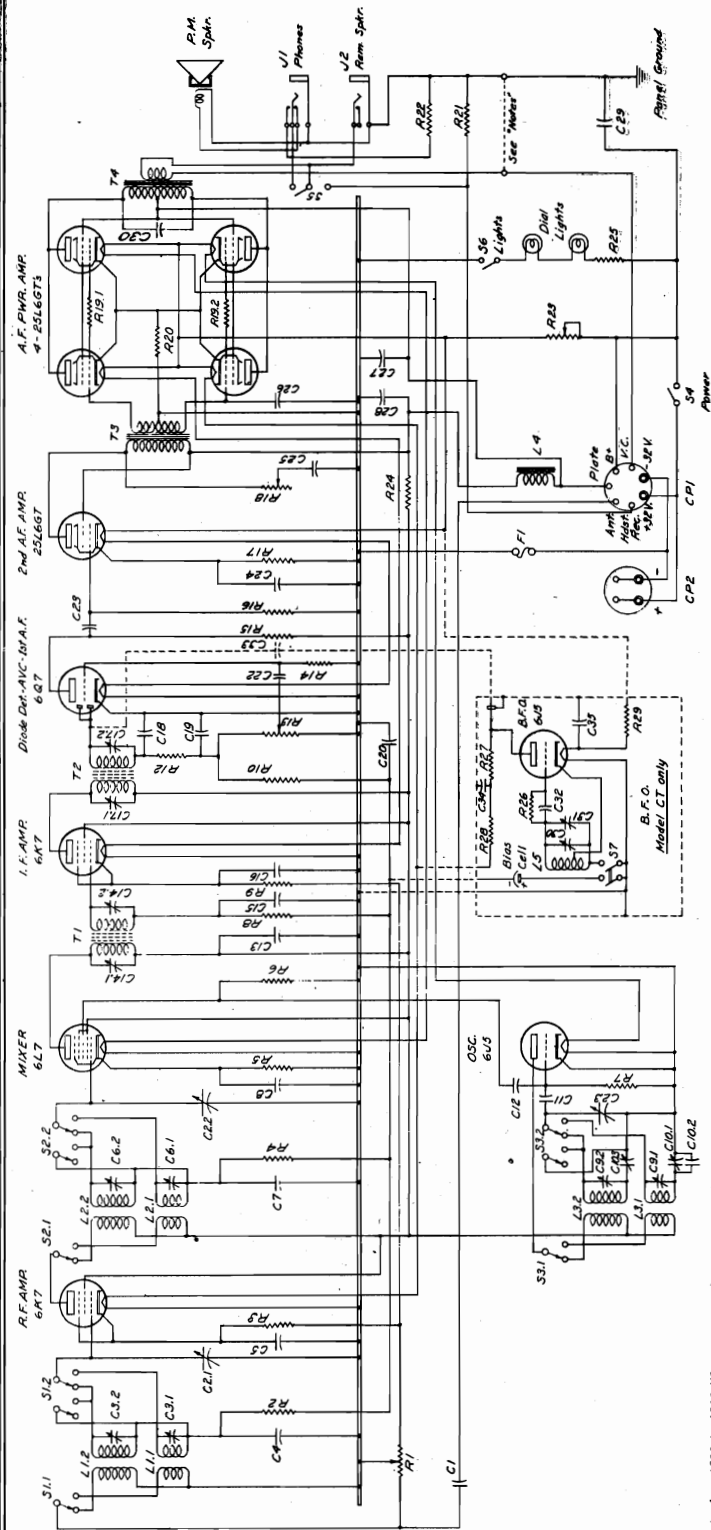 R.F. AMP.
6K7
MIXER
6L7
I.F. AMP.
6K7
Diode Det.-AVC-1st A.F.
6Q7
2nd A.F. AMP.
25L6GT
A.F. PWR. AMP.
4-25L6GTs
P.M.
Spkr.
S1.1
S1.2
L1.2
C3.2
L1.1
C3.1
C2.1
C4
R2
C5
R3
R1
C1
S2.1
S2.2
L2.2
C6.2
L2.1
C6.1
C2.2
C7
R4
C8
R5
R6
T1
C14.1
C14.2
C13
R8
C15
R9
C16
T2
C17.1
C17.2
C18
R12
C19
R10
R13
C20
R14
C22
C33
R15
R16
C23
C24
R17
R18
C25
T3
C26
R24
R19.1
R20
R19.2
C30
T4
C28
C27
J1
Phones
J2
Rem. Spkr.
S5
R22
R21
See "Notes"
C29
Panel Ground
S6
Lights
Dial
Lights
R25
R23
S4
Power
L4
F1
Plate
B+
V.C.
-32V.
Ant.
Hdst.
Rec.
+32V.
CP1
CP2
+
-
OSC.
6J5
S3.1
S3.2
L3.2
C9.2
L3.1
C9.1
C10.1
C10.2
C2.3
C11
C12
R7
R28
C34
R27
B.F.O.
6J5
R26
C32
C31
L5
Bias
Cell
-
+
S7
C35
R29
B.F.O.
Model CT only